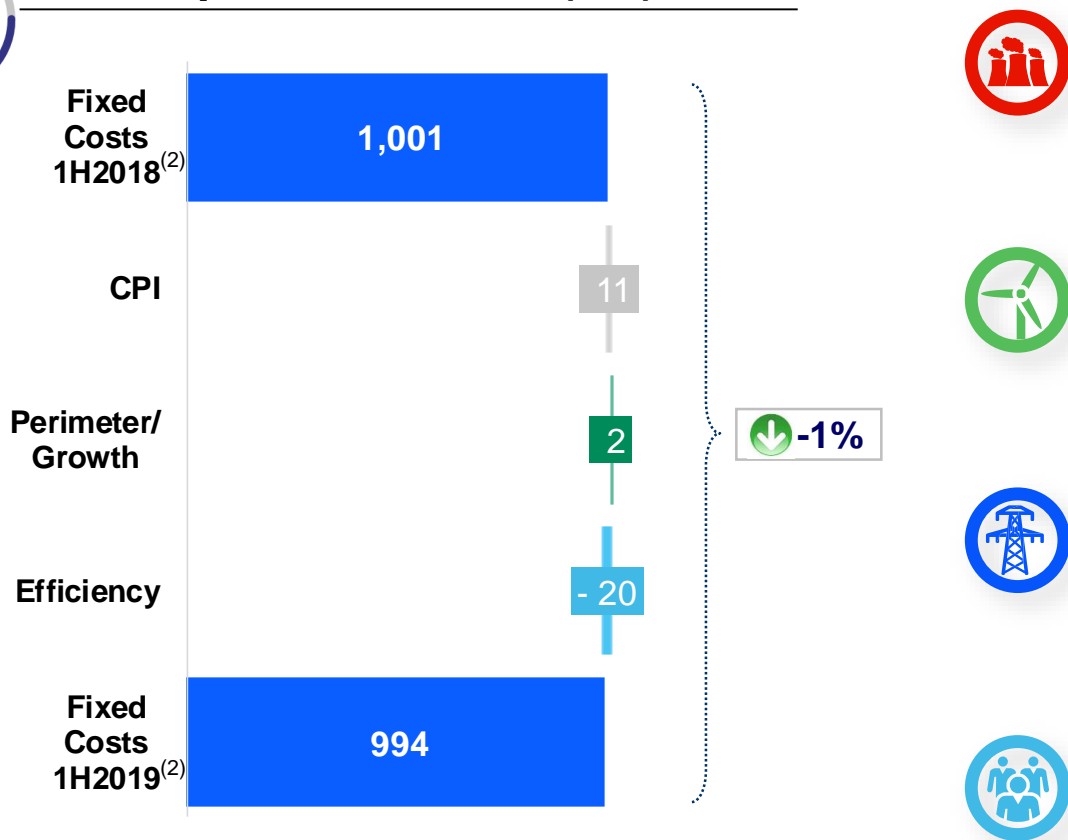 Fixed
Costs
1H2018(2)
1,001
CPI
11
Perimeter/
Growth
2
-1%
Efficiency
- 20
Fixed
Costs
1H2019(2)
994